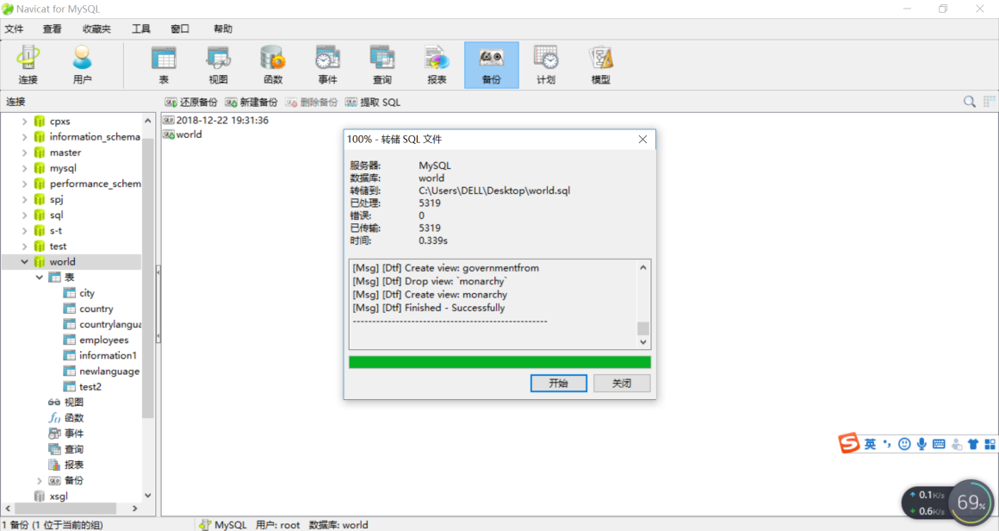 Navicat for MySQL
文件 查看 收藏夹 工具 窗口 帮助
连接 用户 表 视图 函数 事件 查询 报表 备份 计划 模型
连接 还原备份 新建备份 删除备份 提取 SQL
cpxs
information_schema
master
mysql
performance_schem
spj
sql
s-t
test
world
表
city
country
countrylangua
employees
information1
newlanguage
test2
视图
函数
事件
查询
报表
备份
xsgl
2018-12-22 19:31:36
world
100% - 转储 SQL 文件
服务器: MySQL
数据库: world
转储到: C:\Users\DELL\Desktop\world.sql
已处理: 5319
错误: 0
已传输: 5319
时间: 0.339s
[Msg] [Dtf] Create view: governmentfrom
[Msg] [Dtf] Drop view: `monarchy`
[Msg] [Dtf] Create view: monarchy
[Msg] [Dtf] Finished - Successfully
--------------------------------------------------
开始 关闭
S 英
0.1K/s
0.6K/s
69%
1 备份 (1 位于当前的组) MySQL 用户: root 数据库: world